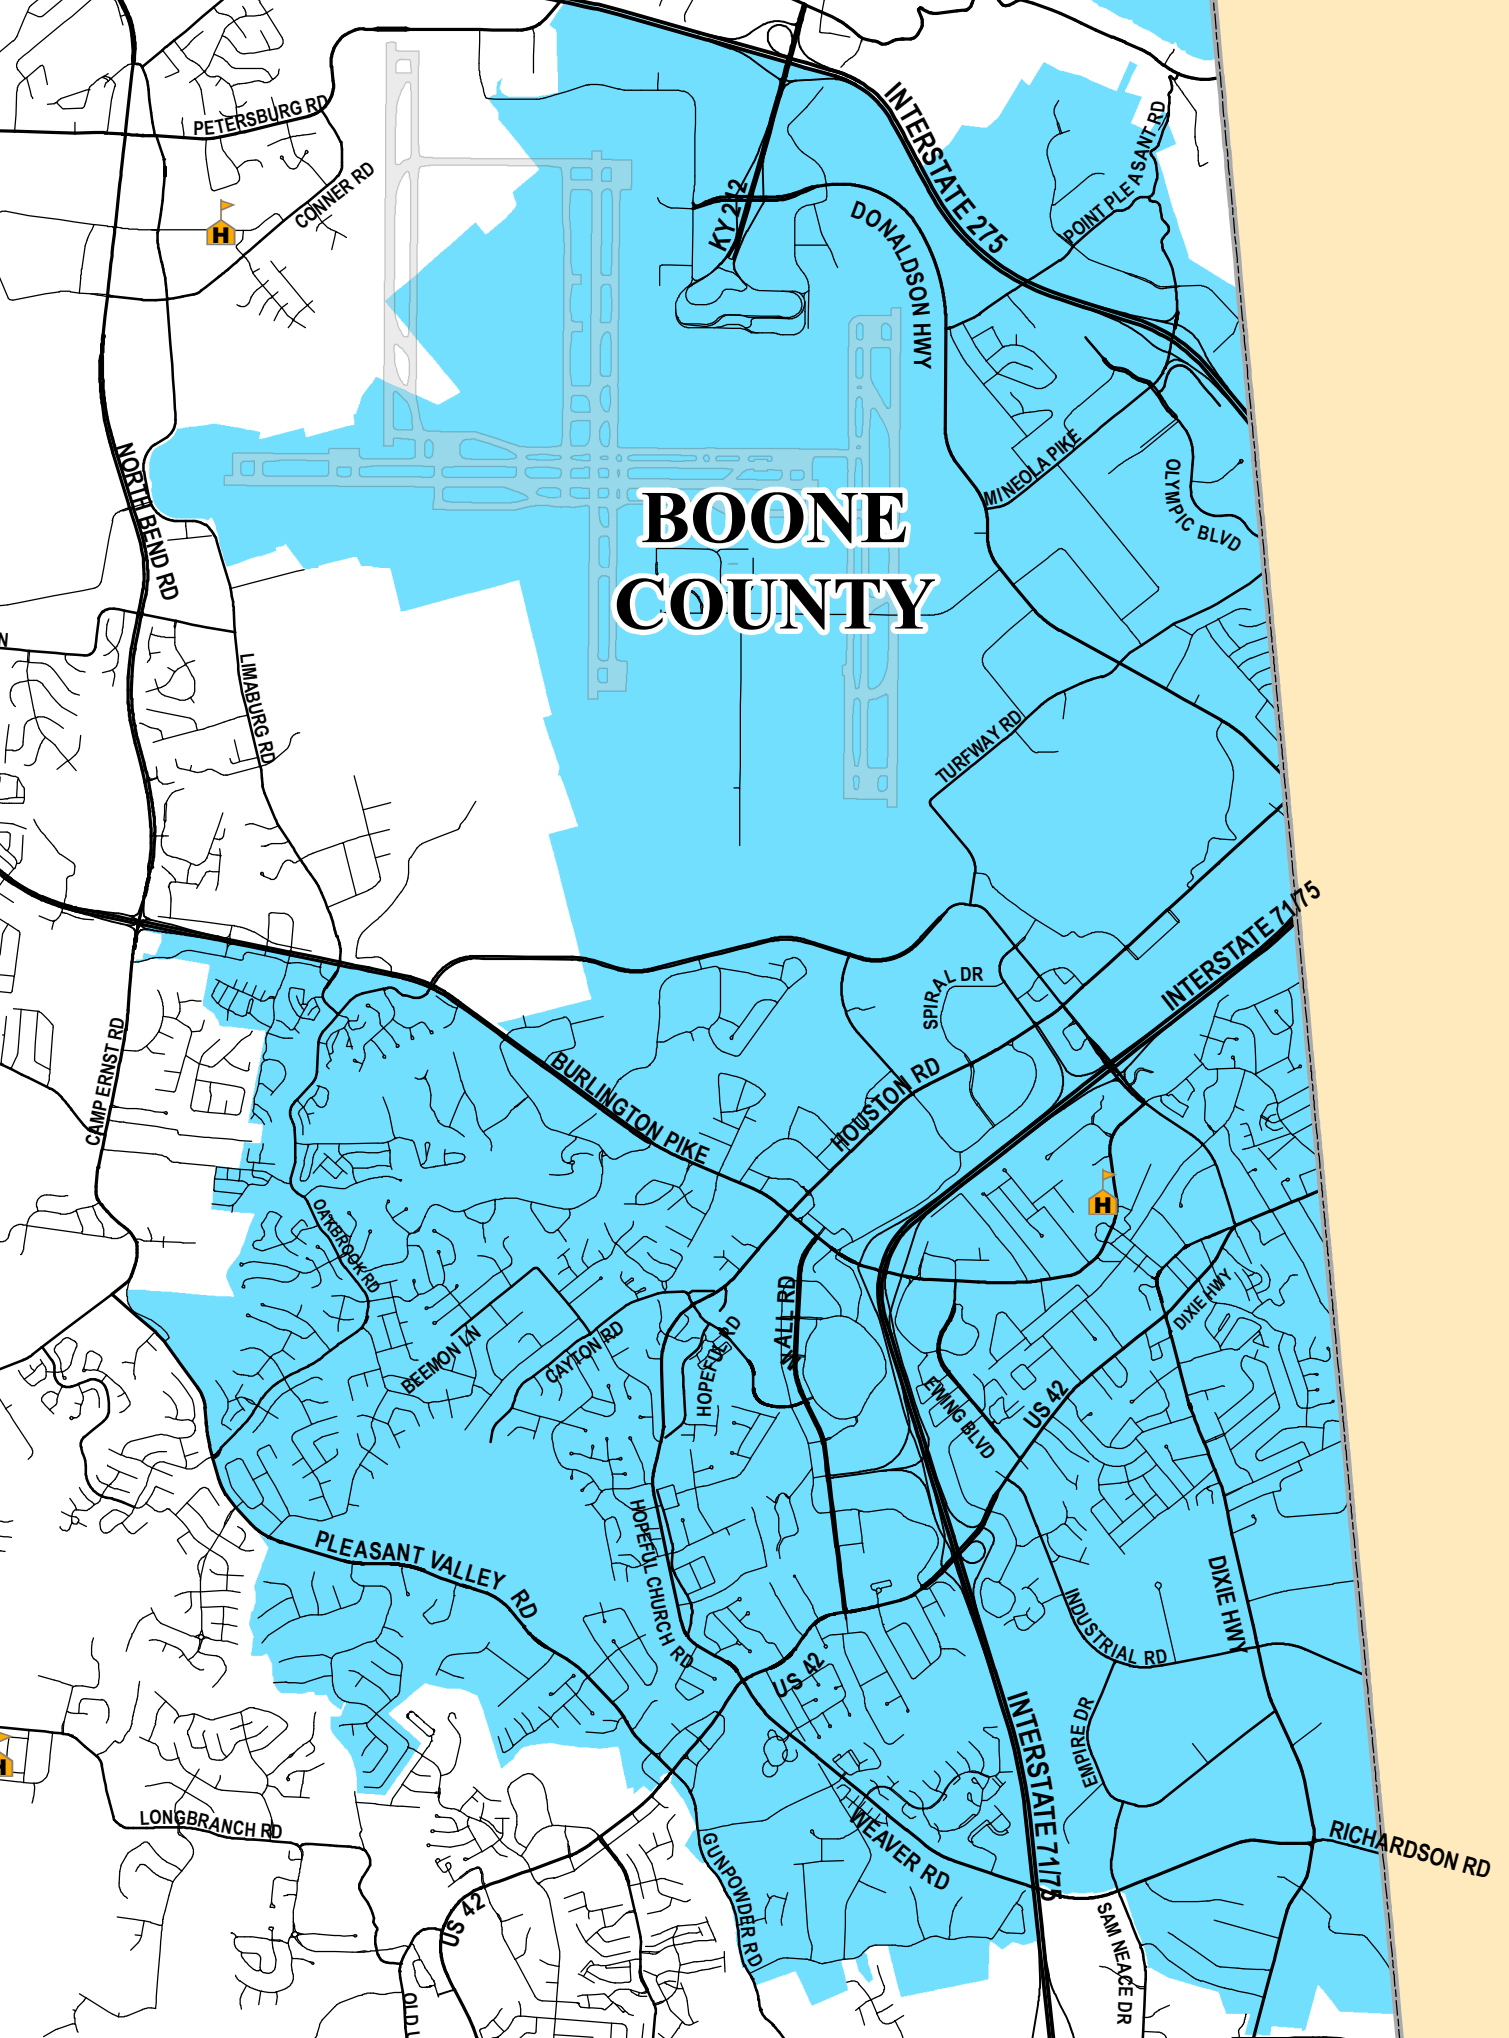 PETERSBURG RD
CONNER RD
H
INTERSTATE 275
POINT PLEASANT RD
KY 212
DONALDSON HWY
NORTH BEND RD
MINEOLA PIKE
OLYMPIC BLVD
BOONE
COUNTY
N
LIMABURG RD
TURFWAY RD
INTERSTATE 71/75
SPIRAL DR
CAMP ERNST RD
BURLINGTON PIKE
HOUSTON RD
H
OAKBROOK RD
BEEMON LN
CAYTON RD
HOPEFUL RD
MALL RD
DIXIE HWY
EWING BLVD
US 42
PLEASANT VALLEY RD
HOPEFUL CHURCH RD
INDUSTRIAL RD
DIXIE HWY
US 42
INTERSTATE 71/75
EMPIRE DR
H
LONGBRANCH RD
GUNPOWDER RD
WEAVER RD
RICHARDSON RD
US 42
SAM NEACE DR
OLD